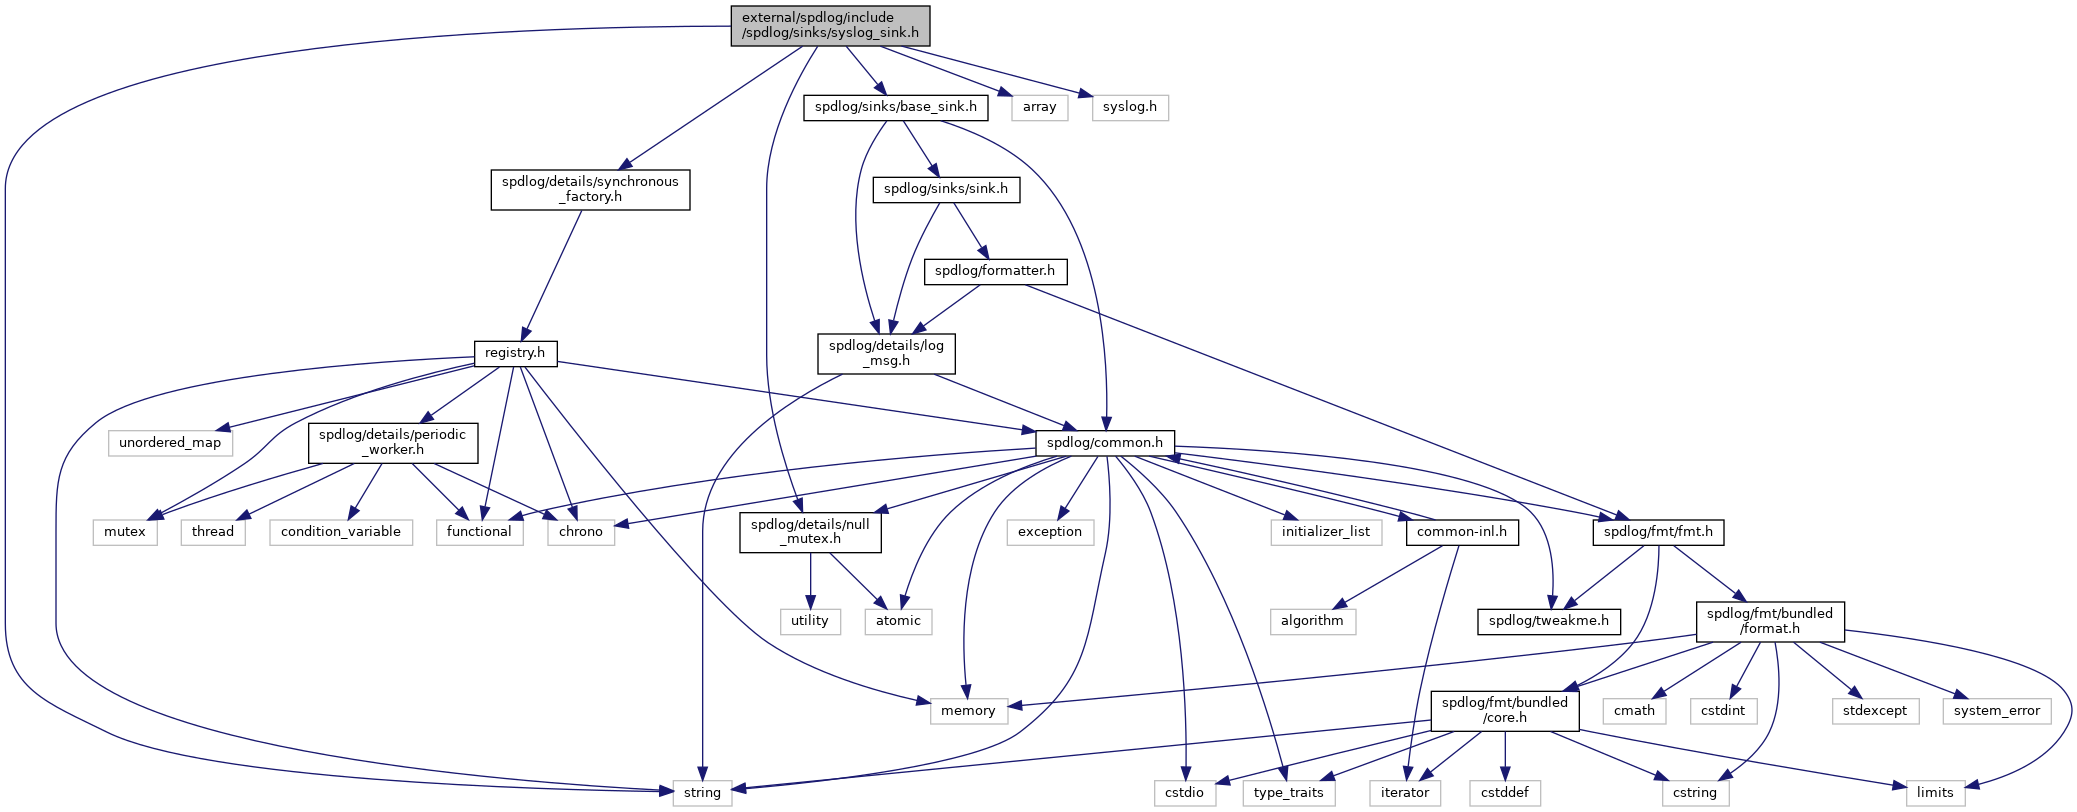 external/spdlog/include
/spdlog/sinks/syslog_sink.h
spdlog/sinks/base_sink.h
array
syslog.h
spdlog/details/synchronous
_factory.h
spdlog/sinks/sink.h
spdlog/formatter.h
registry.h
spdlog/details/log
_msg.h
unordered_map
spdlog/details/periodic
_worker.h
spdlog/common.h
mutex
thread
condition_variable
functional
chrono
spdlog/details/null
_mutex.h
exception
initializer_list
common-inl.h
spdlog/fmt/fmt.h
utility
atomic
algorithm
spdlog/tweakme.h
spdlog/fmt/bundled
/format.h
memory
spdlog/fmt/bundled
/core.h
cmath
cstdint
stdexcept
system_error
string
cstdio
type_traits
iterator
cstddef
cstring
limits